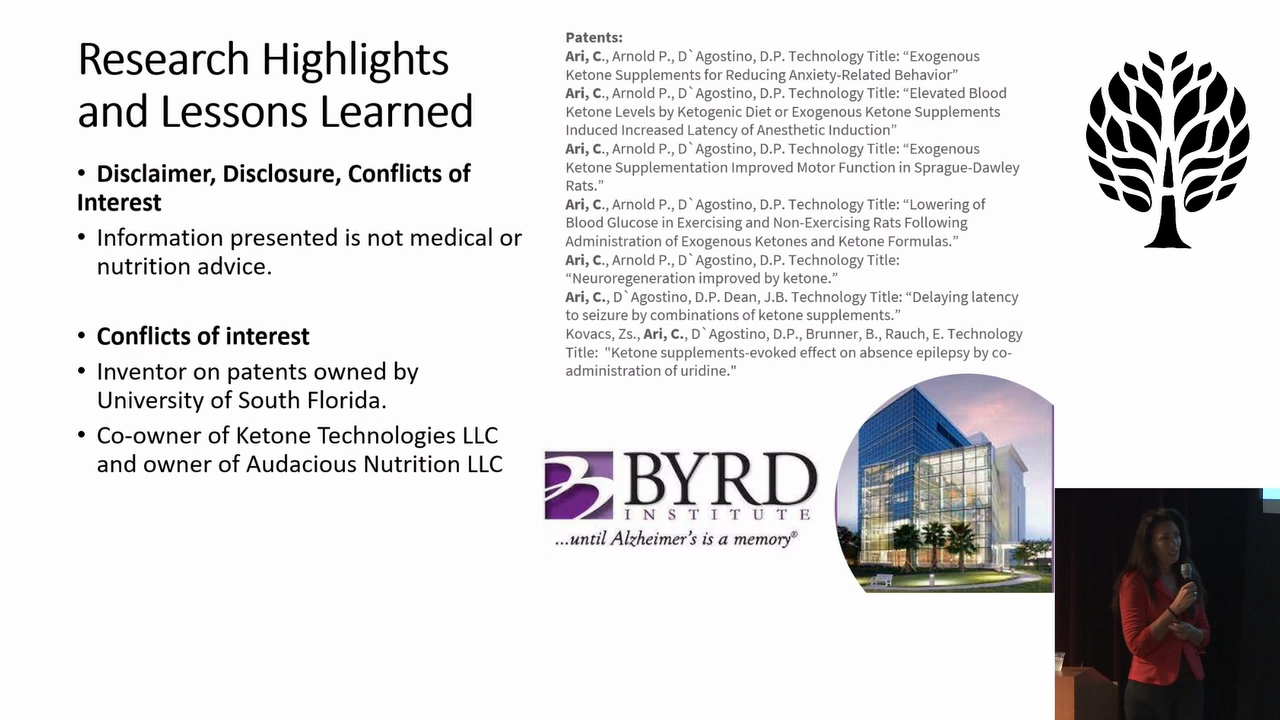 Research Highlights
and Lessons Learned
• Disclaimer, Disclosure, Conflicts of
Interest
• Information presented is not medical or
nutrition advice.
• Conflicts of interest
• Inventor on patents owned by
University of South Florida.
• Co-owner of Ketone Technologies LLC
and owner of Audacious Nutrition LLC
Patents:
Ari, C., Arnold P., D`Agostino, D.P. Technology Title: “Exogenous
Ketone Supplements for Reducing Anxiety-Related Behavior”
Ari, C., Arnold P., D`Agostino, D.P. Technology Title: “Elevated Blood
Ketone Levels by Ketogenic Diet or Exogenous Ketone Supplements
Induced Increased Latency of Anesthetic Induction”
Ari, C., Arnold P., D`Agostino, D.P. Technology Title: “Exogenous
Ketone Supplementation Improved Motor Function in Sprague-Dawley
Rats.”
Ari, C., Arnold P., D`Agostino, D.P. Technology Title: “Lowering of
Blood Glucose in Exercising and Non-Exercising Rats Following
Administration of Exogenous Ketones and Ketone Formulas.”
Ari, C., Arnold P., D`Agostino, D.P. Technology Title:
“Neuroregeneration improved by ketone.”
Ari, C., D`Agostino, D.P. Dean, J.B. Technology Title: “Delaying latency
to seizure by combinations of ketone supplements.”
Kovacs, Zs., Ari, C., D`Agostino, D.P., Brunner, B., Rauch, E. Technology
Title: "Ketone supplements-evoked effect on absence epilepsy by co-
administration of uridine."
BYRD
INSTITUTE
...until Alzheimer's is a memory®